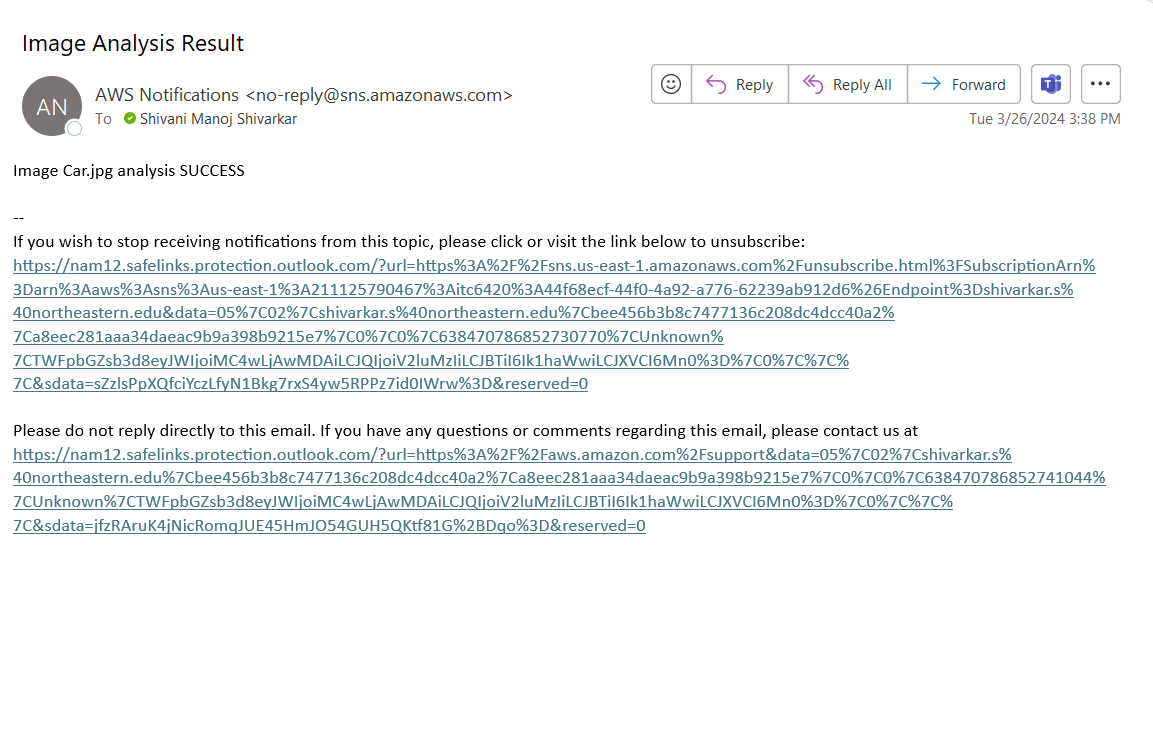 Image Analysis Result
AN
AWS Notifications <no-reply@sns.amazonaws.com>
Reply
Reply All
Forward
To Shivani Manoj Shivarkar
Tue 3/26/2024 3:38 PM
Image Car.jpg analysis SUCCESS
--
If you wish to stop receiving notifications from this topic, please click or visit the link below to unsubscribe:
https://nam12.safelinks.protection.outlook.com/?url=https%3A%2F%2Fsns.us-east-1.amazonaws.com%2Funsubscribe.html%3FSubscriptionArn%
3Darn%3Aaws%3Asns%3Aus-east-1%3A211125790467%3Aitc6420%3A44f68ecf-44f0-4a92-a776-62239ab912d6%26Endpoint%3Dshivarkar.s%
40northeastern.edu&data=05%7C02%7Cshivarkar.s%40northeastern.edu%7Cbee456b3b8c7477136c208dc4dcc40a2%
7Ca8eec281aaa34daeac9b9a398b9215e7%7C0%7C0%7C638470786852730770%7CUnknown%
7CTWFpbGZsb3d8eyJWIjoiMC4wLjAwMDAiLCJQIjoiV2luMzIiLCJBTiI6Ik1haWwiLCJXVCI6Mn0%3D%7C0%7C%7C%
7C&sdata=sZzlsPpXQfciYczLfyN1Bkg7rxS4yw5RPPz7id0IWrw%3D&reserved=0
Please do not reply directly to this email. If you have any questions or comments regarding this email, please contact us at
https://nam12.safelinks.protection.outlook.com/?url=https%3A%2F%2Faws.amazon.com%2Fsupport&data=05%7C02%7Cshivarkar.s%
40northeastern.edu%7Cbee456b3b8c7477136c208dc4dcc40a2%7Ca8eec281aaa34daeac9b9a398b9215e7%7C0%7C0%7C638470786852741044%
7CUnknown%7CTWFpbGZsb3d8eyJWIjoiMC4wLjAwMDAiLCJQIjoiV2luMzIiLCJBTiI6Ik1haWwiLCJXVCI6Mn0%3D%7C0%7C%7C%
7C&sdata=jfzRAruK4jNicRomqJUE45HmJO54GUH5QKtf81G%2BDqo%3D&reserved=0